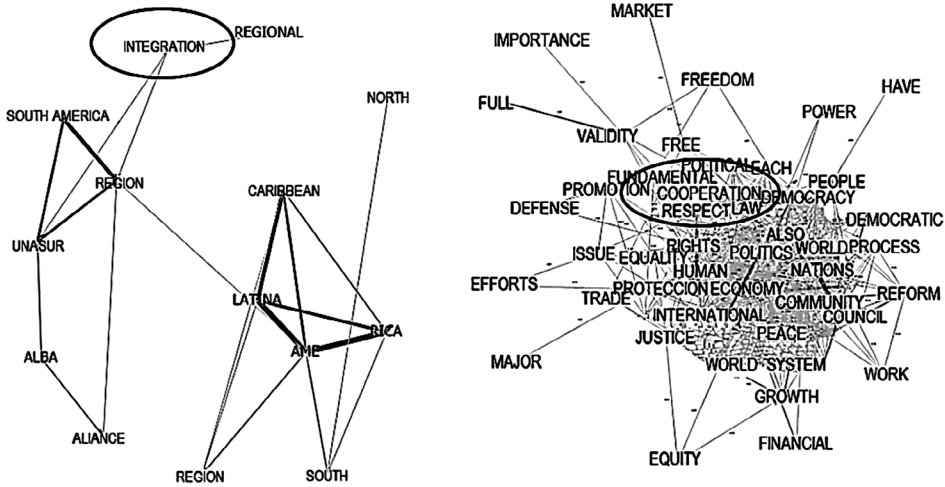 INTEGRATION
REGIONAL
SOUTH AMERICA
NORTH
REGION
CARIBBEAN
UNASUR
LATINA
RICA
AME
ALBA
ALIANCE
REGION
SOUTH
MARKET
IMPORTANCE
FREEDOM
HAVE
FULL
POWER
VALIDITY
FREE
POLITICAL
EACH
FUNDAMENTAL
PEOPLE
PROMOTION
COOPERATION
DEMOCRACY
DEFENSE
RESPECT
LAW
DEMOCRATIC
ALSO
RIGHTS
POLITICS
WORLD
PROCESS
ISSUE
EQUALITY
HUMAN
NATIONS
EFFORTS
PROTECCION
ECONOMY
TRADE
COMMUNITY
REFORM
INTERNATIONAL
COUNCIL
JUSTICE
PEACE
MAJOR
WORLD
SYSTEM
WORK
GROWTH
FINANCIAL
EQUITY